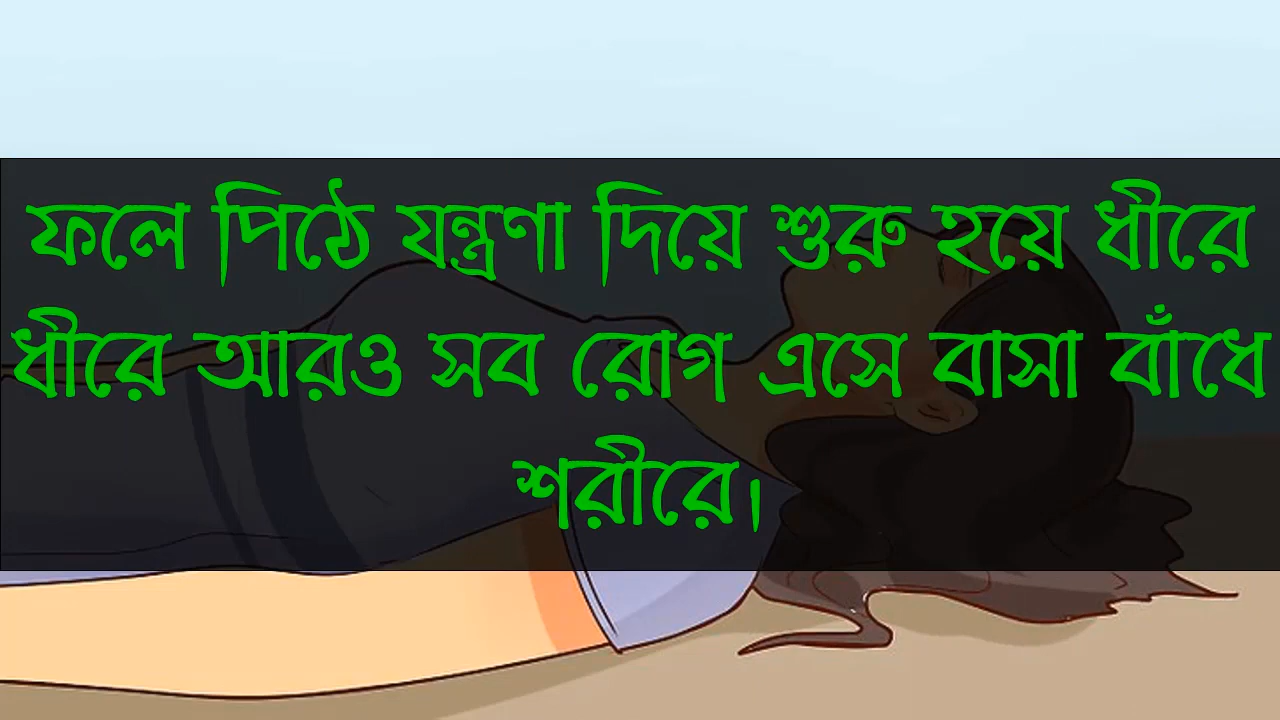 ফলে পিঠে যন্ত্রণা দিয়ে শুরু হয়ে ধীরে
ধীরে আরও সব রোগ এসে বাসা বাঁধে
শরীরে।